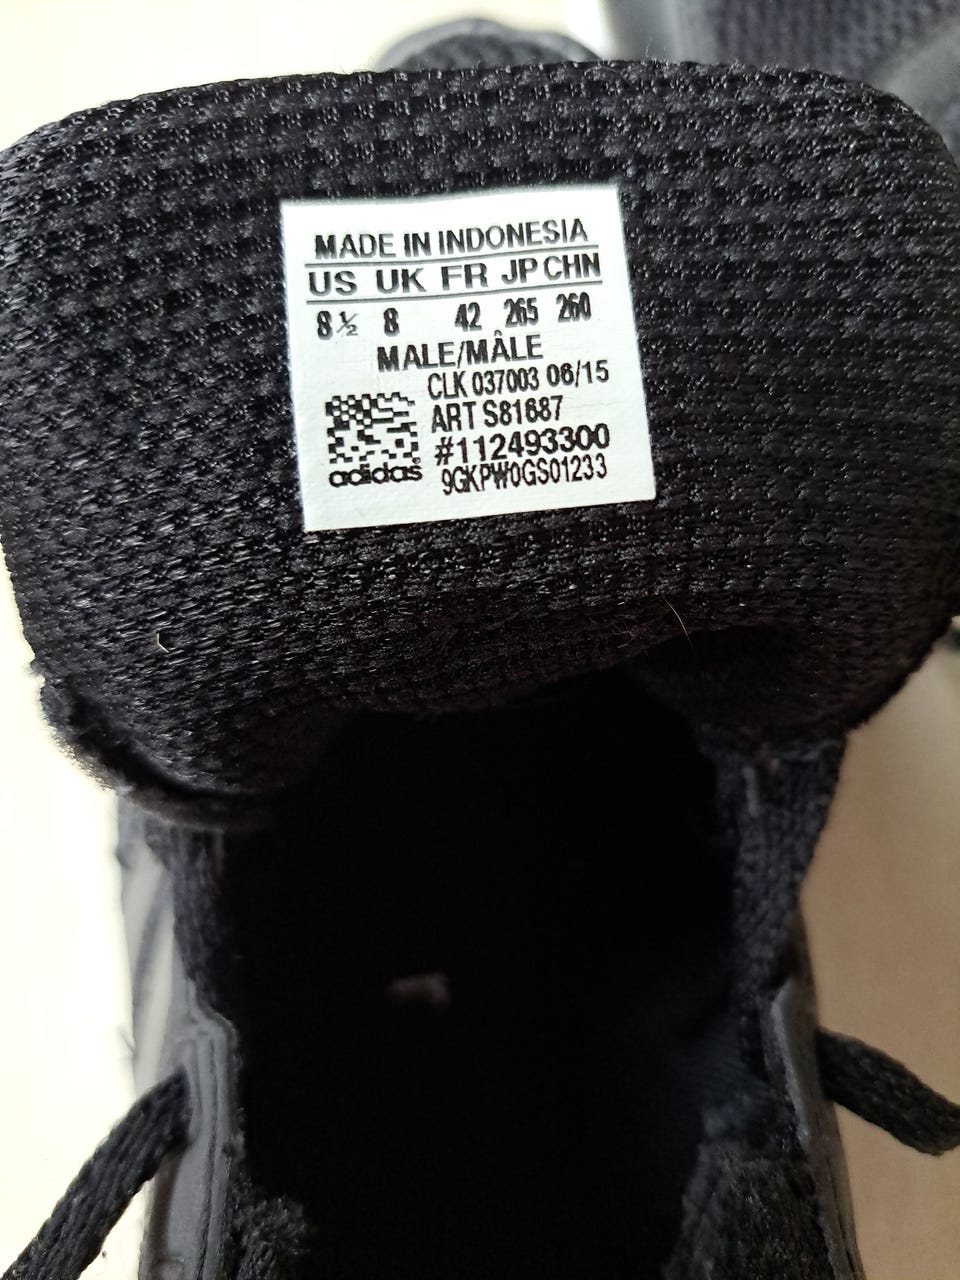 MADE IN INDONESIA
US UK FR JP CHN
8½ 8 42 265 260
MALE/MÂLE
CLK 037003 06/15
ART S81687
#112493300
adidas
9GKPW0GS01233